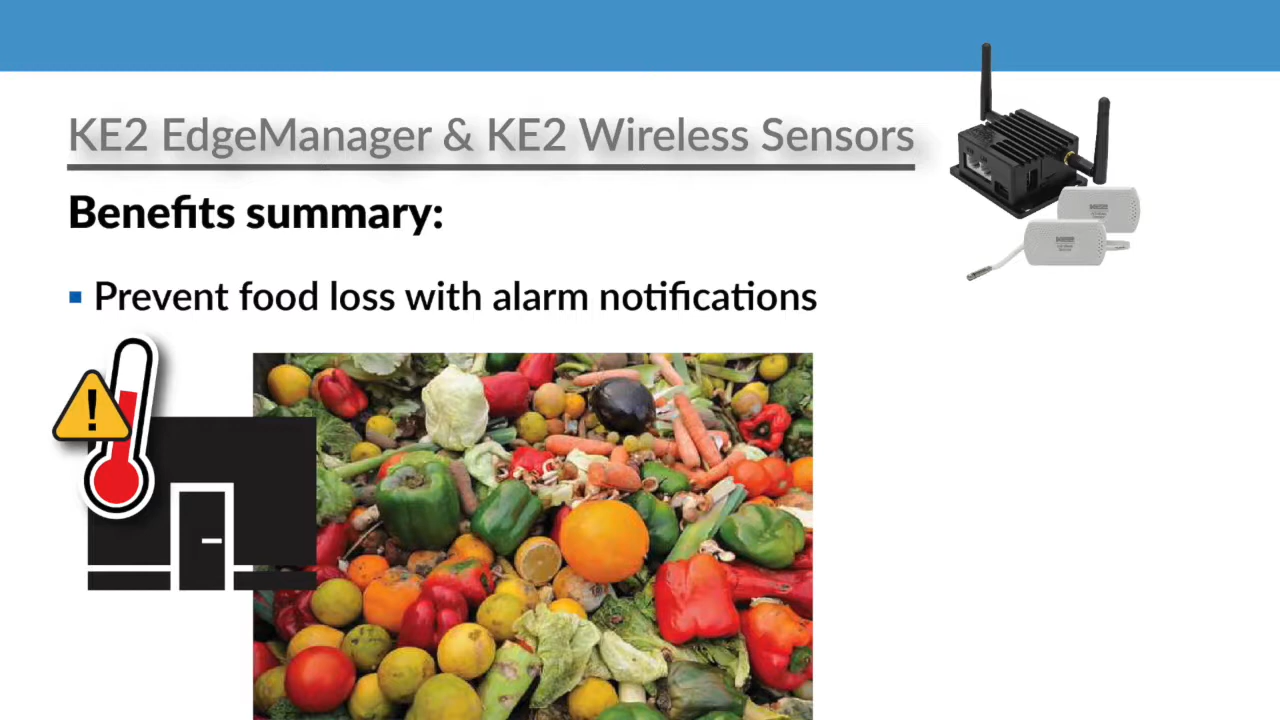 KE2 EdgeManager & KE2 Wireless Sensors
Benefits summary:
Prevent food loss with alarm notifications